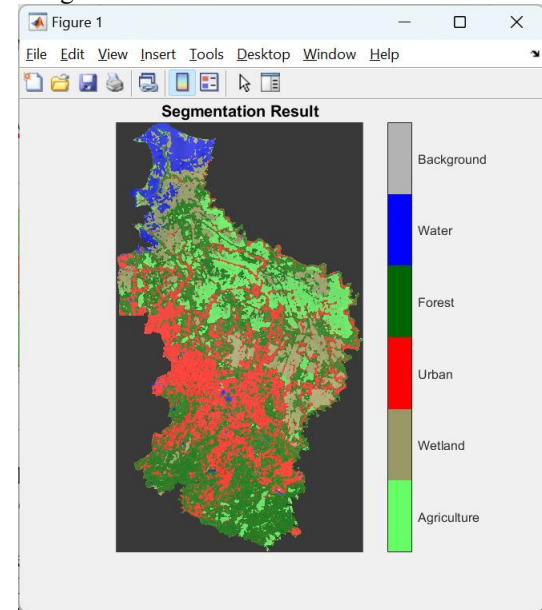 Figure 1
File Edit View Insert Tools Desktop Window Help
Segmentation Result
Background
Water
Forest
Urban
Wetland
Agriculture